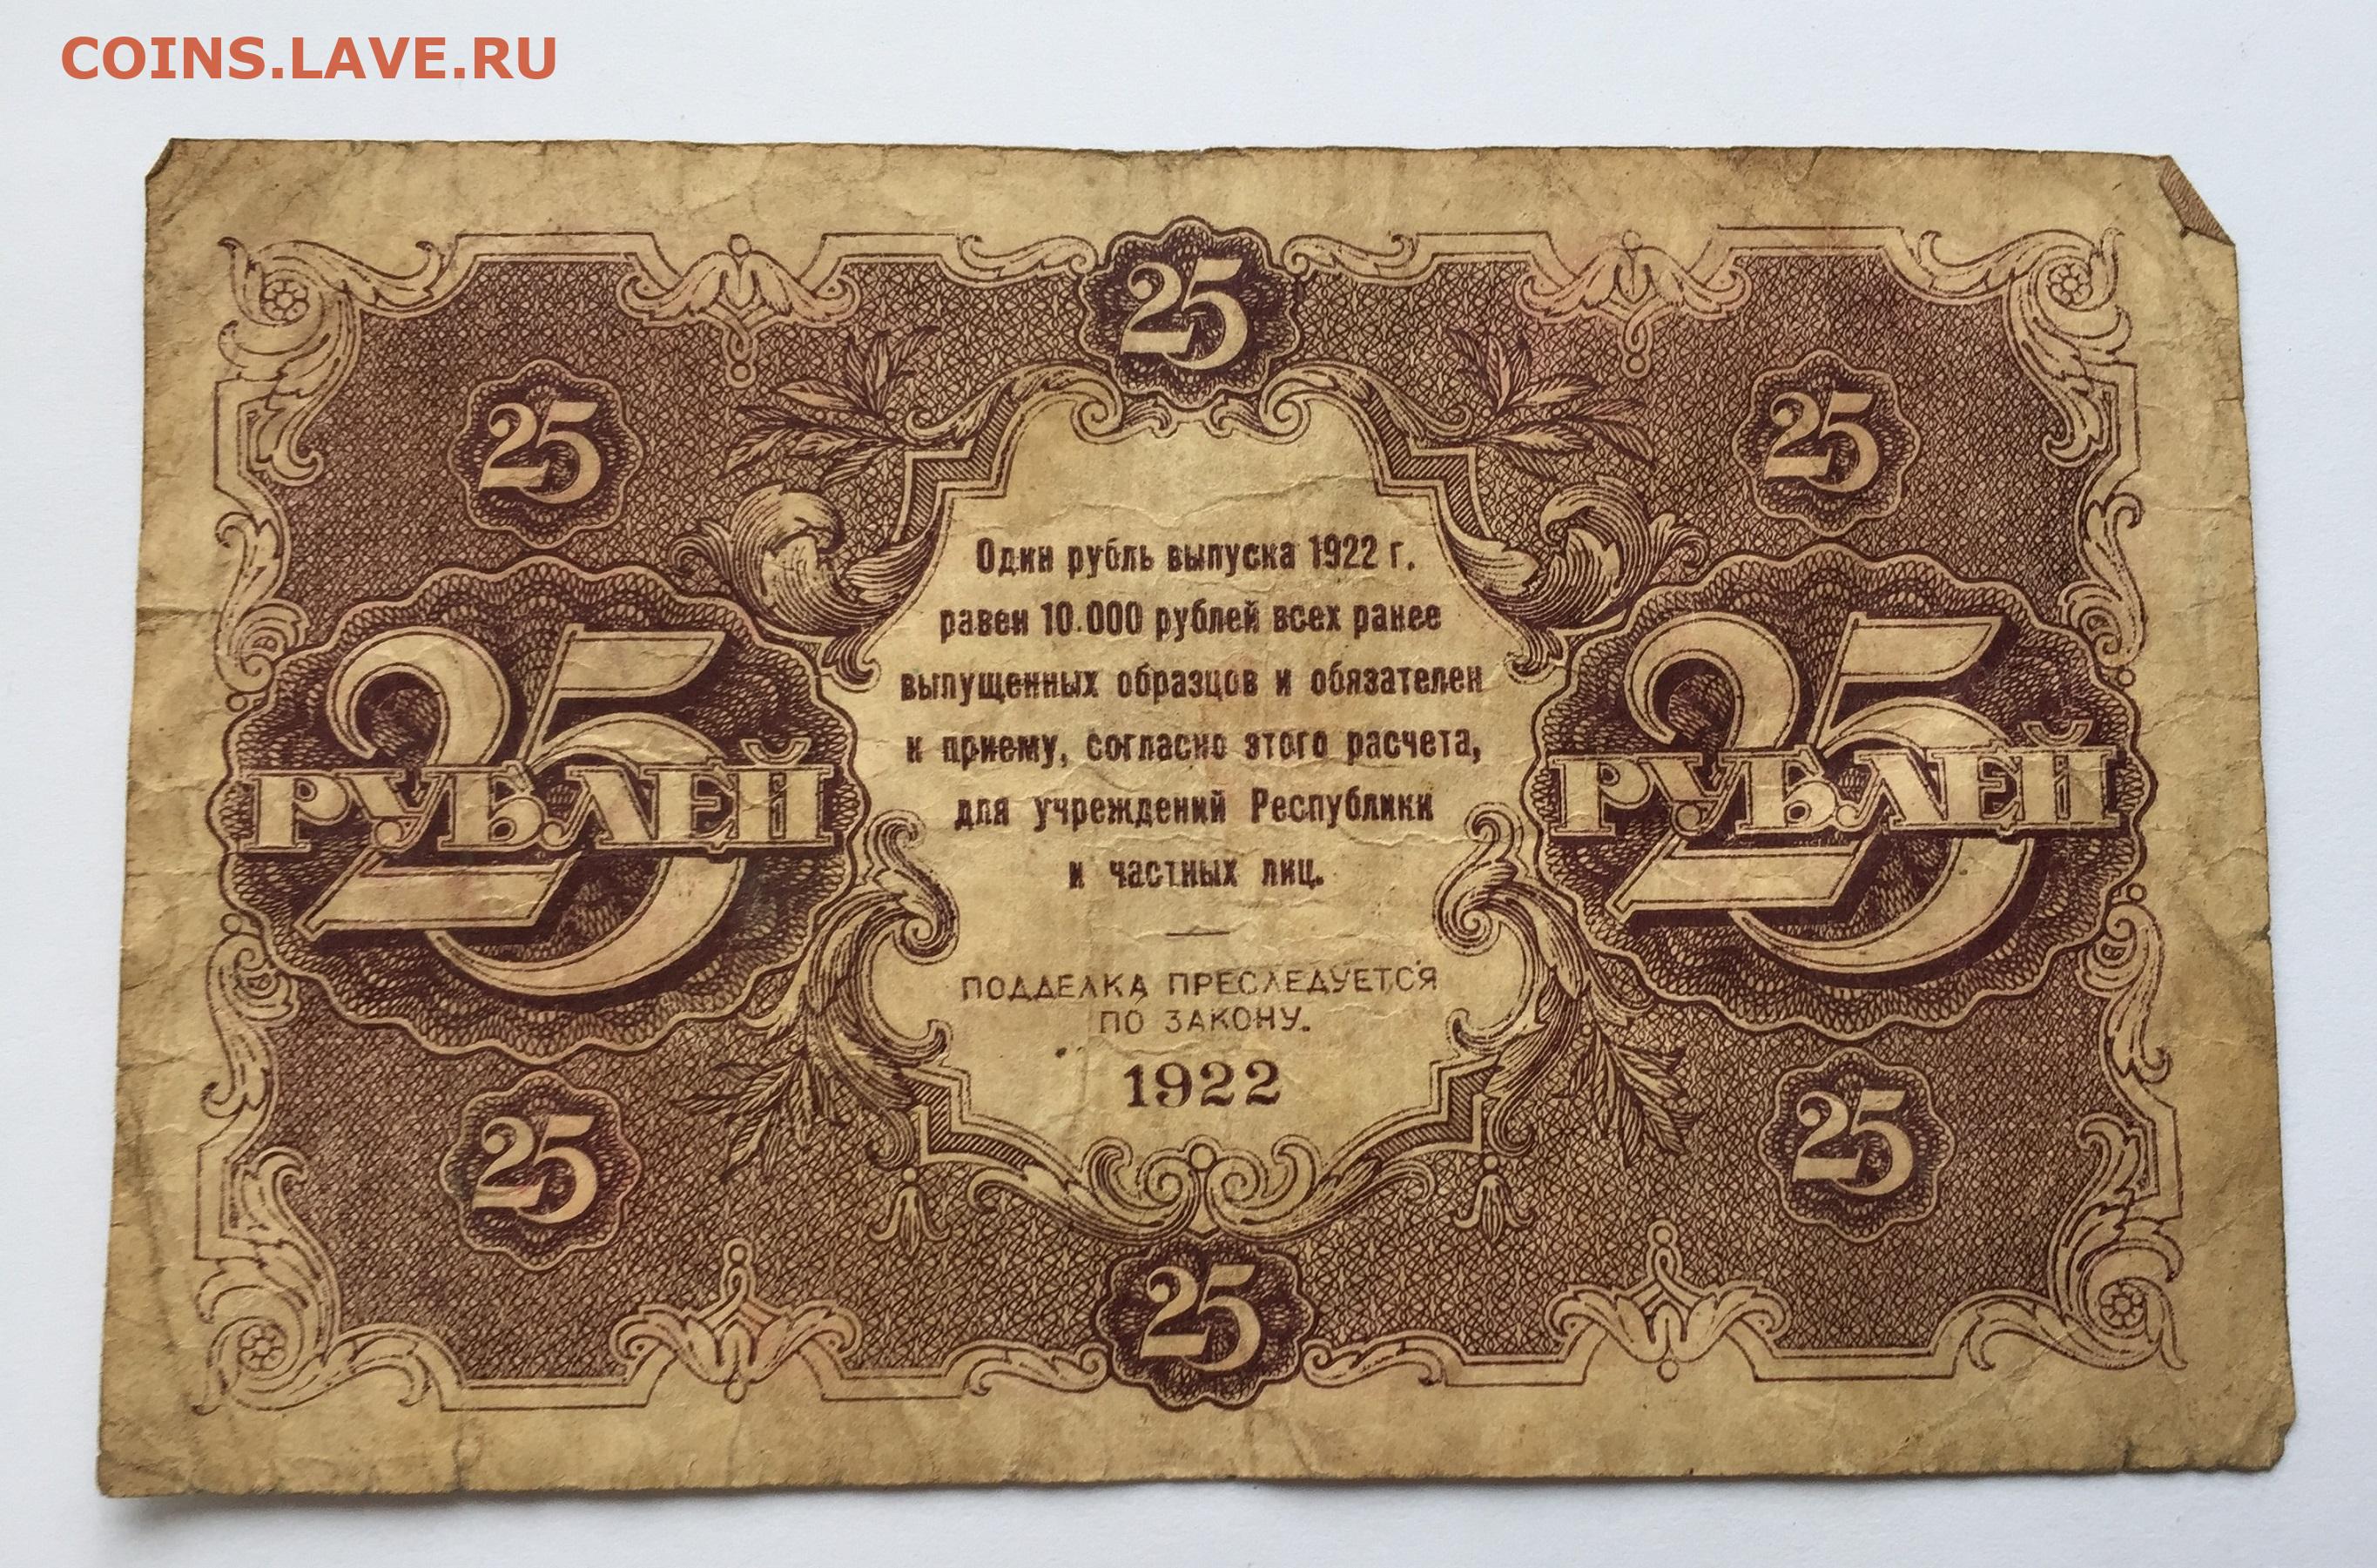 COINS.LAVE.RU
25
25
25
Один рубль выпуска 1922 г.
равен 10.000 рублей всех ранее
выпущенных образцов и обязателен
к приему, согласно этого расчета,
для учреждений Республики
и частных лиц.
25 РУБЛЕЙ
25 РУБЛЕЙ
ПОДДЕЛКА ПРЕСЛЕДУЕТСЯ
ПО ЗАКОНУ.
1922
25
25
25